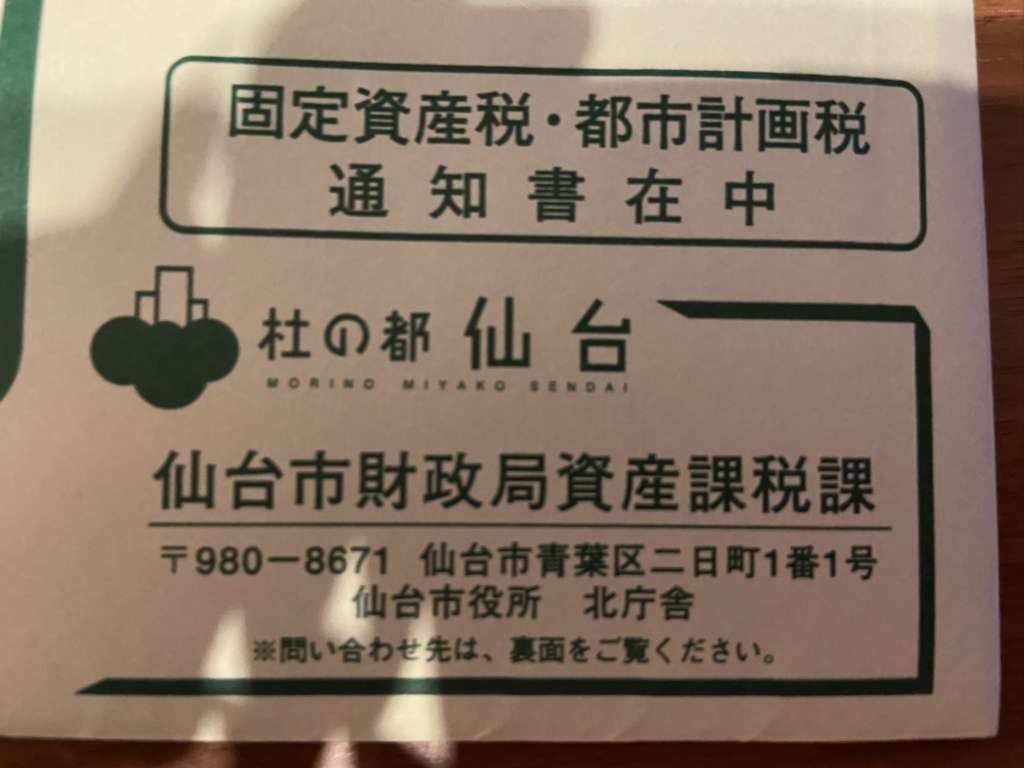 固定資産税・都市計画税
通知書在中
杜の都 仙台
MORINO MIYAKO SENDAI
仙台市財政局資産課税課
〒980－8671 仙台市青葉区二日町1番1号
仙台市役所 北庁舎
※問い合わせ先は、裏面をご覧ください。